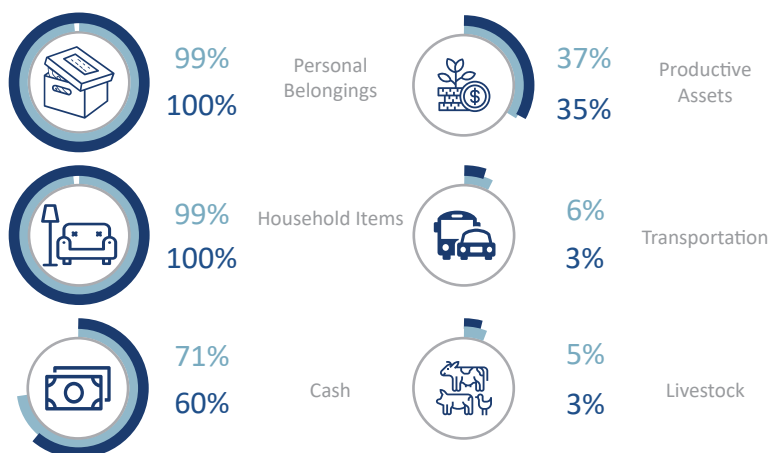 99%
100%
Personal
Belongings
37%
35%
Productive
Assets
$
99%
100%
Household Items
6%
3%
Transportation
71%
60%
Cash
5%
3%
Livestock